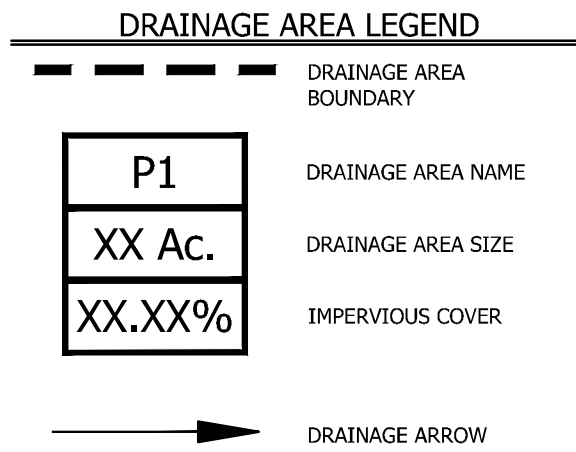 DRAINAGE AREA LEGEND
DRAINAGE AREA
BOUNDARY
P1
DRAINAGE AREA NAME
XX Ac.
DRAINAGE AREA SIZE
XX.XX%
IMPERVIOUS COVER
DRAINAGE ARROW